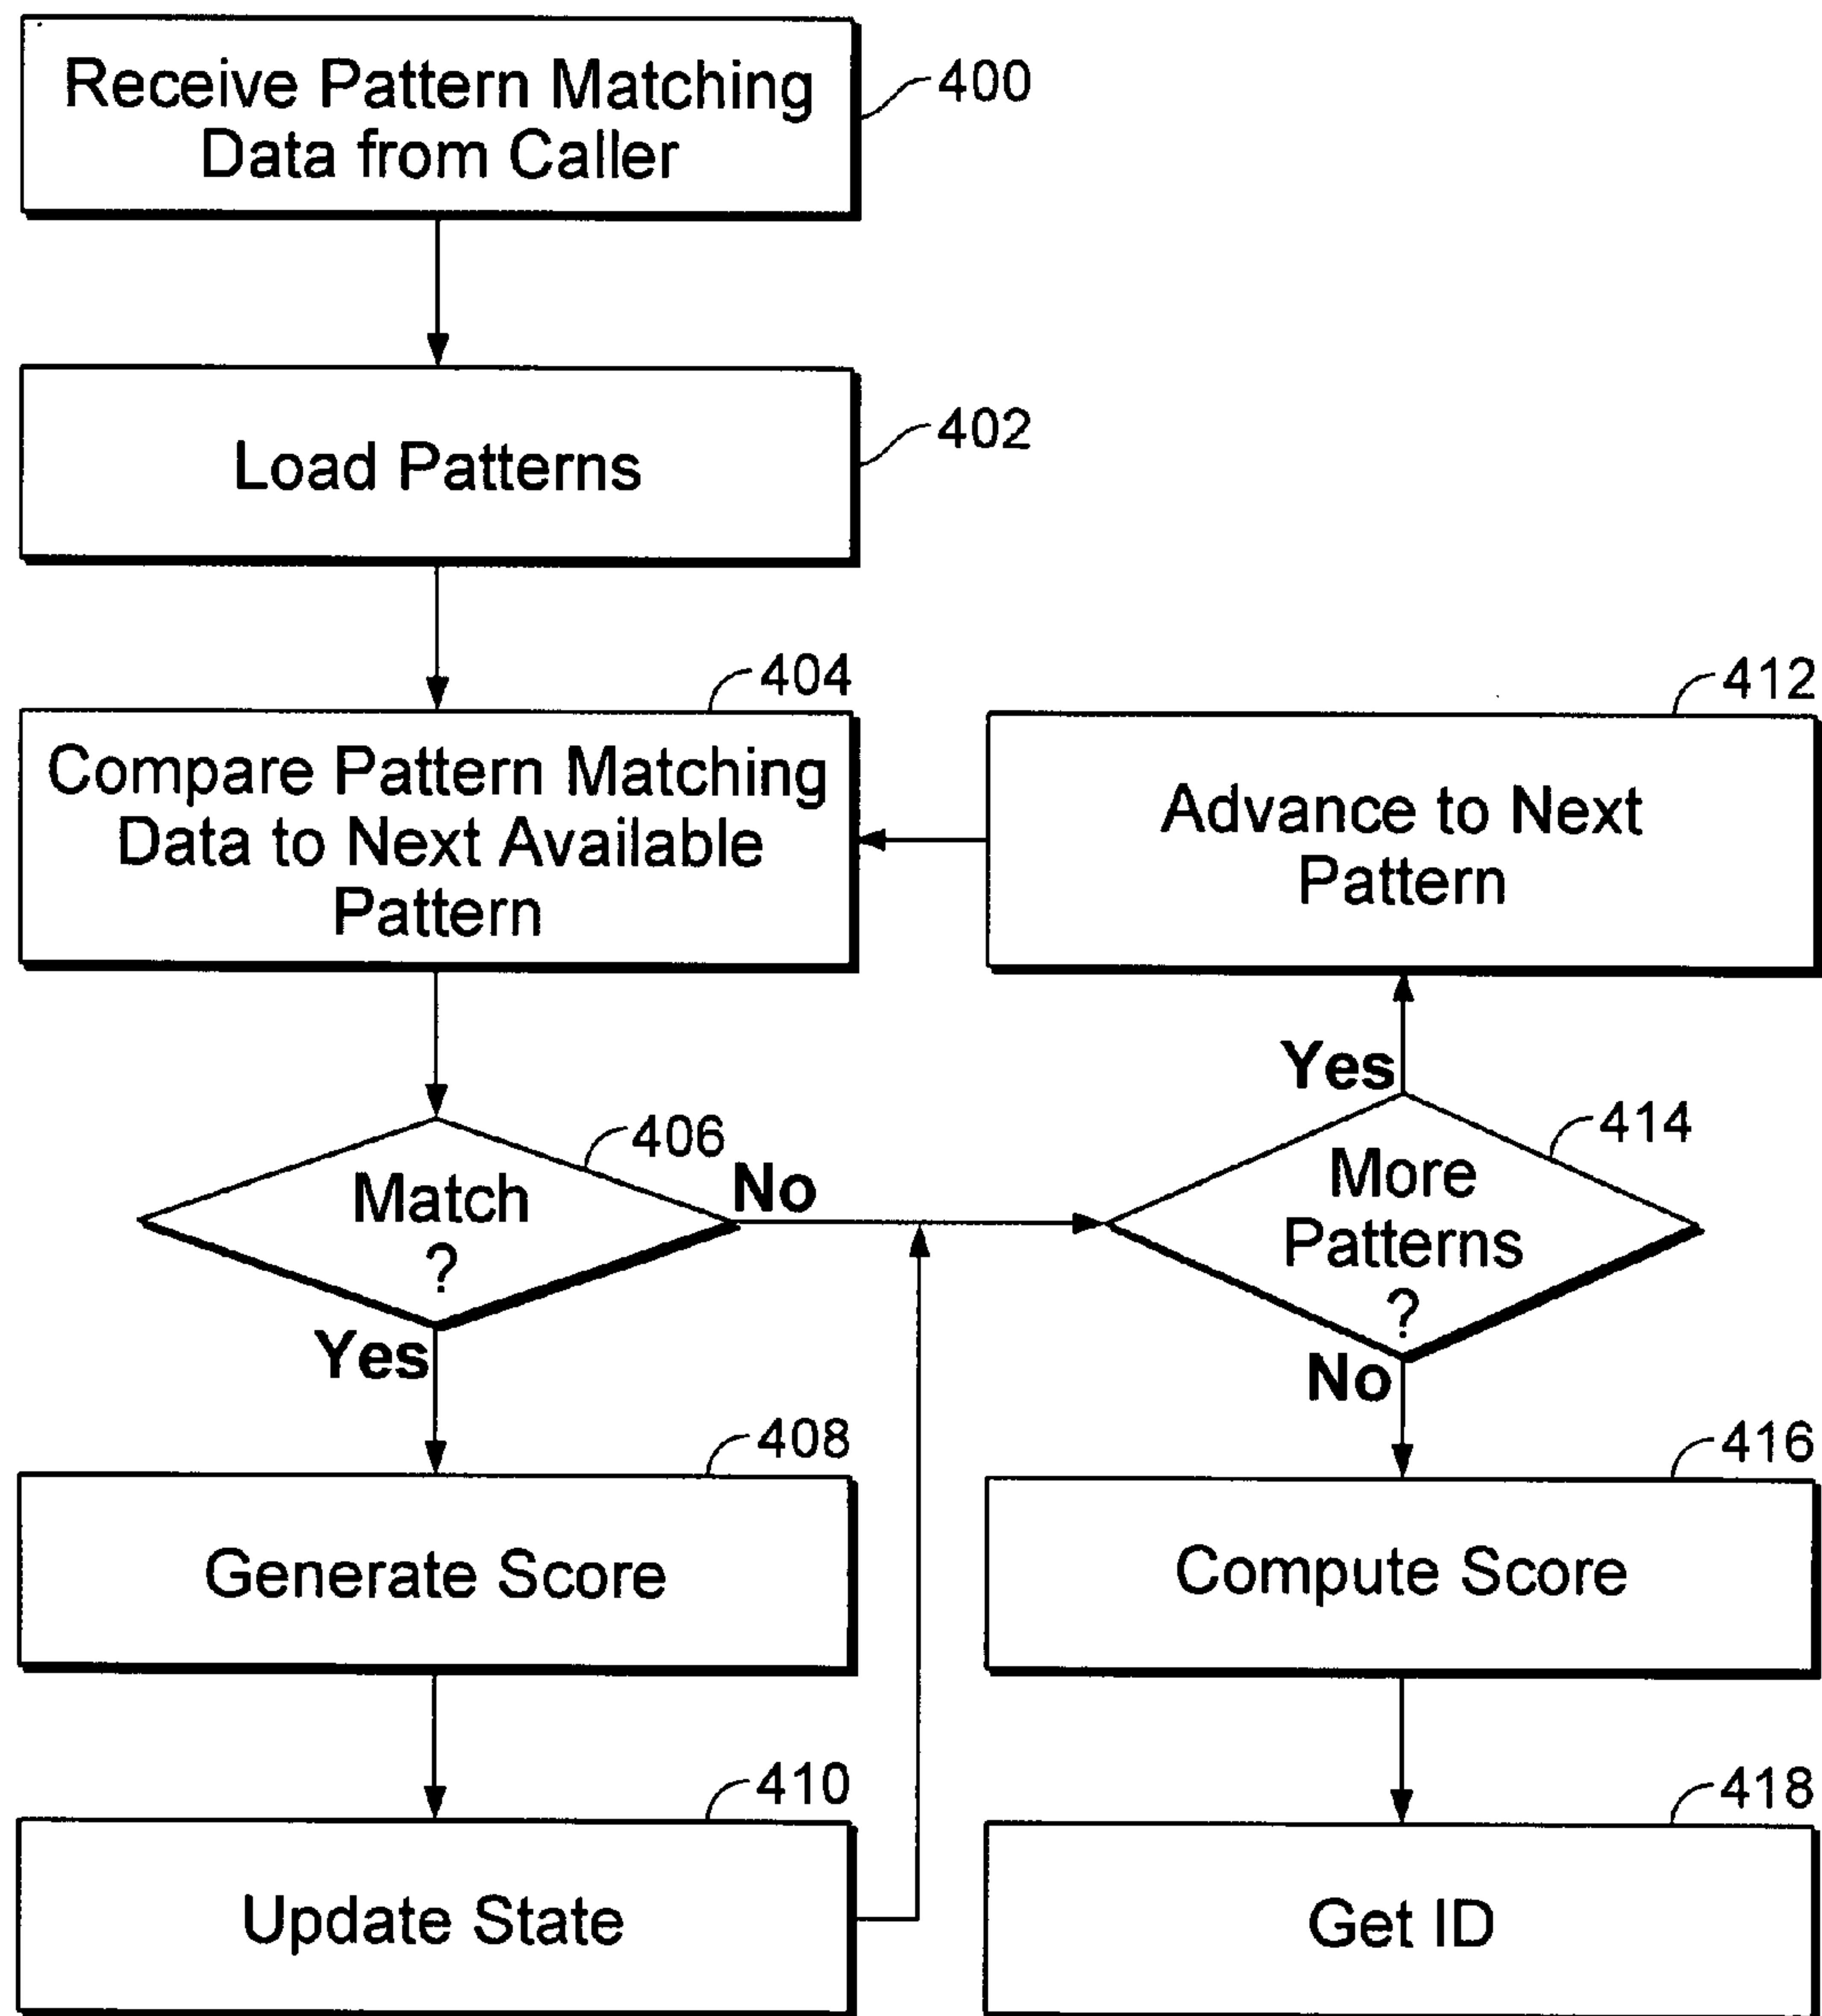 Receive Pattern Matching
Data from Caller
400
Load Patterns
402
404
Compare Pattern Matching
Data to Next Available
Pattern
412
Advance to Next
Pattern
406
Match
?
No
Yes
414
More
Patterns
?
Yes
No
408
Generate Score
416
Compute Score
410
Update State
418
Get ID